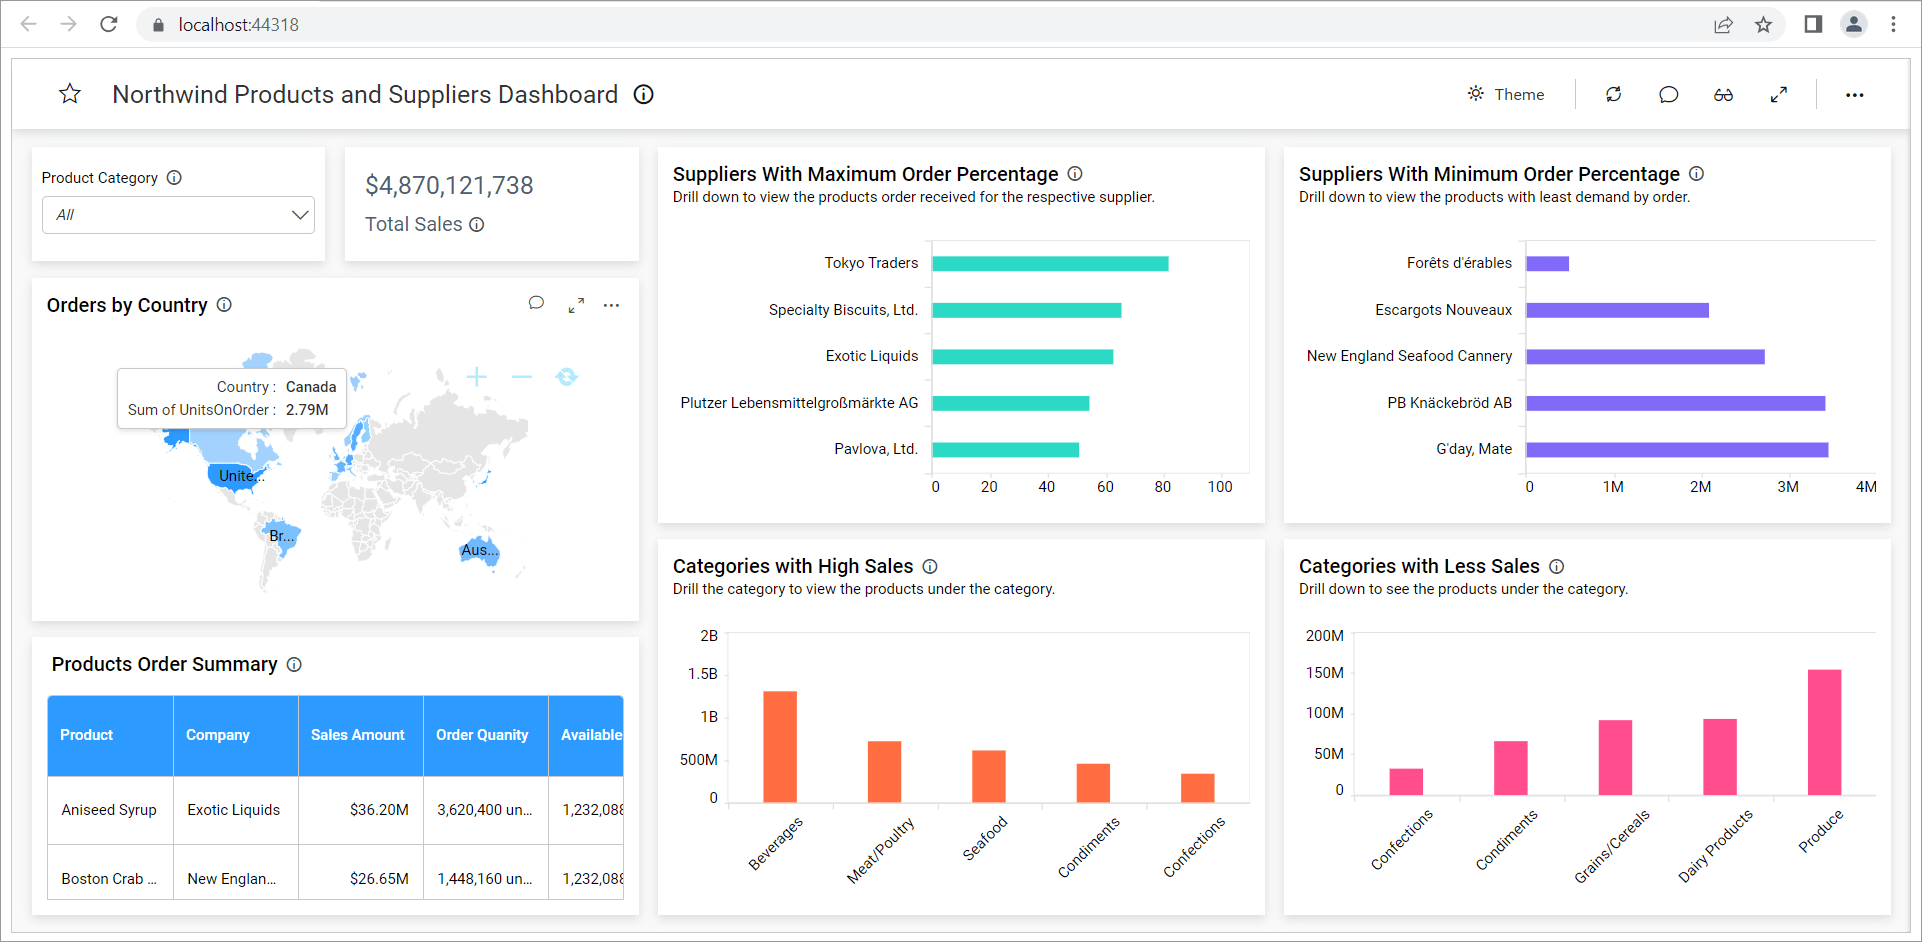 localhost:44318
Northwind Products and Suppliers Dashboard
Theme
Product Category
All
$4,870,121,738
Total Sales
Orders by Country
Country : Canada
Sum of UnitsOnOrder : 2.79M
Unite...
Br...
Aus...
Products Order Summary
Product Company Sales Amount Order Quanity Available
Aniseed Syrup Exotic Liquids $36.20M 3,620,400 un... 1,232,088
Boston Crab ... New Englan... $26.65M 1,448,160 un... 1,232,088
Suppliers With Maximum Order Percentage
Drill down to view the products order received for the respective supplier.
Tokyo Traders
Specialty Biscuits, Ltd.
Exotic Liquids
Plutzer Lebensmittelgroßmärkte AG
Pavlova, Ltd.
0 20 40 60 80 100
Suppliers With Minimum Order Percentage
Drill down to view the products with least demand by order.
Forêts d'érables
Escargots Nouveaux
New England Seafood Cannery
PB Knäckebröd AB
G'day, Mate
0 1M 2M 3M 4M
Categories with High Sales
Drill the category to view the products under the category.
2B
1.5B
1B
500M
0
Beverages Meat/Poultry Seafood Condiments Confections
Categories with Less Sales
Drill down to see the products under the category.
200M
150M
100M
50M
0
Confections Condiments Grains/Cereals Dairy Products Produce